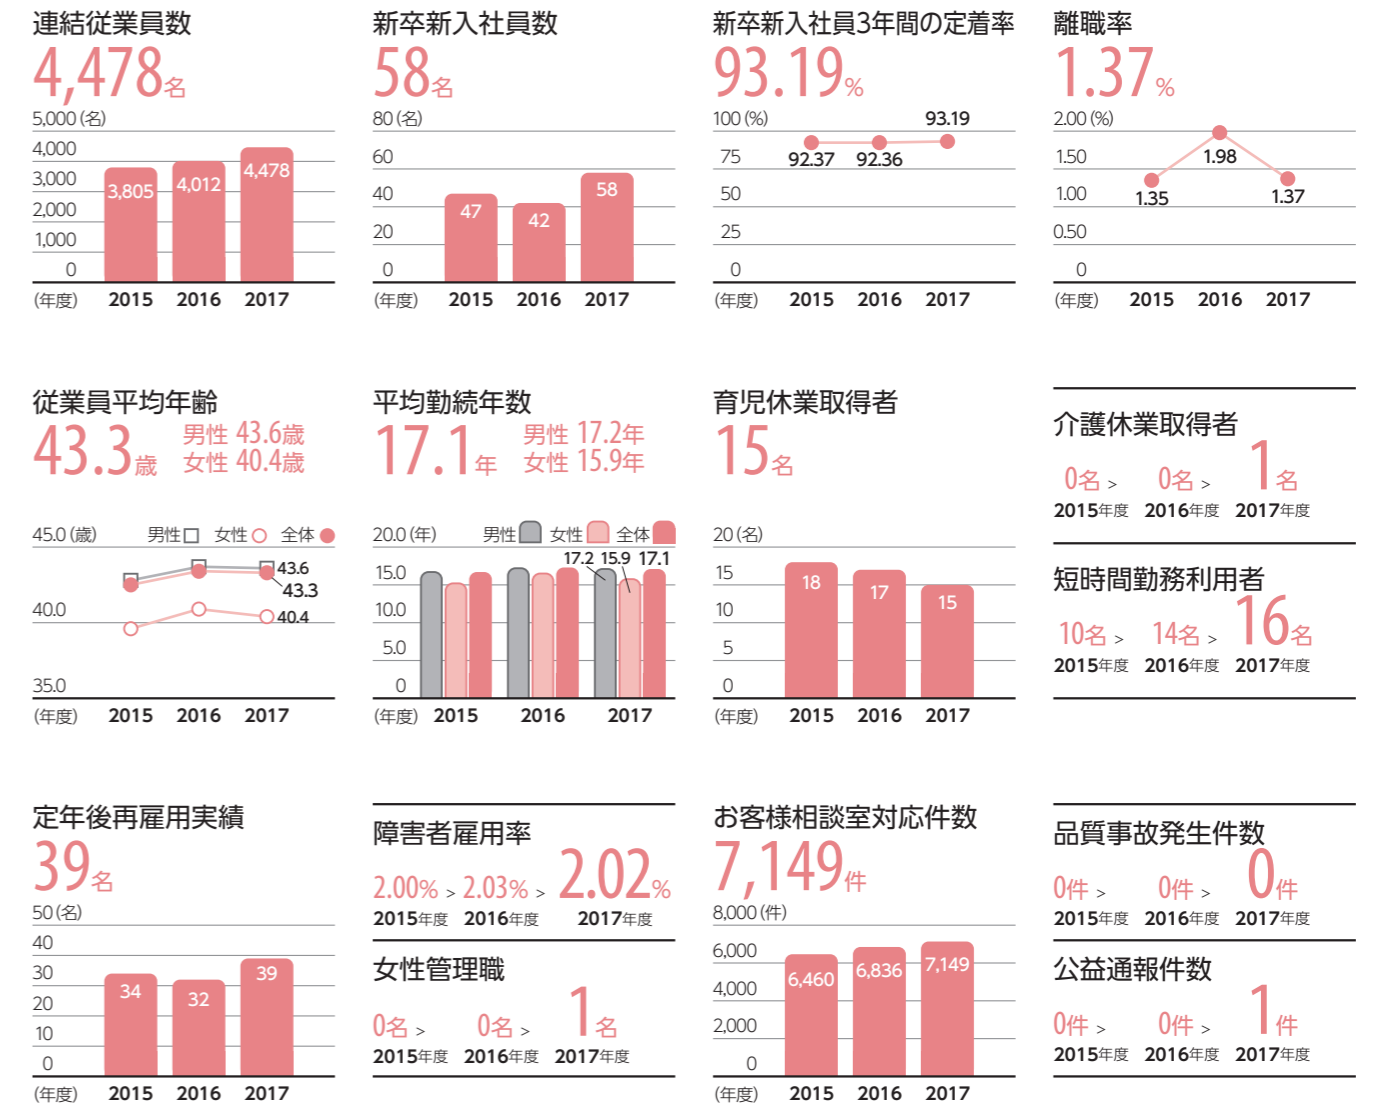 連結従業員数
4,478名
5,000 (名)
4,000
3,000
2,000
1,000
0
3,805
4,012
4,478
(年度) 2015 2016 2017
新卒新入社員数
58名
80 (名)
60
40
20
0
47
42
58
(年度) 2015 2016 2017
新卒新入社員3年間の定着率
93.19%
100 (%)
75
50
25
0
92.37
92.36
93.19
(年度) 2015 2016 2017
離職率
1.37%
2.00 (%)
1.50
1.00
0.50
0
1.35
1.98
1.37
(年度) 2015 2016 2017
従業員平均年齢
43.3歳
男性 43.6歳
女性 40.4歳
45.0 (歳)
男性 女性 全体
40.0
35.0
43.6
43.3
40.4
(年度) 2015 2016 2017
平均勤続年数
17.1年
男性 17.2年
女性 15.9年
20.0 (年)
男性 女性 全体
17.2 15.9 17.1
15.0
10.0
5.0
0
(年度) 2015 2016 2017
育児休業取得者
15名
20 (名)
15
10
5
0
18
17
15
(年度) 2015 2016 2017
介護休業取得者
0名 > 0名 > 1名
2015年度 2016年度 2017年度
短時間勤務利用者
10名 > 14名 > 16名
2015年度 2016年度 2017年度
定年後再雇用実績
39名
50 (名)
40
30
20
10
0
34
32
39
(年度) 2015 2016 2017
障害者雇用率
2.00% > 2.03% > 2.02%
2015年度 2016年度 2017年度
女性管理職
0名 > 0名 > 1名
2015年度 2016年度 2017年度
お客様相談室対応件数
7,149件
8,000 (件)
6,000
4,000
2,000
0
6,460
6,836
7,149
(年度) 2015 2016 2017
品質事故発生件数
0件 > 0件 > 0件
2015年度 2016年度 2017年度
公益通報件数
0件 > 0件 > 1件
2015年度 2016年度 2017年度